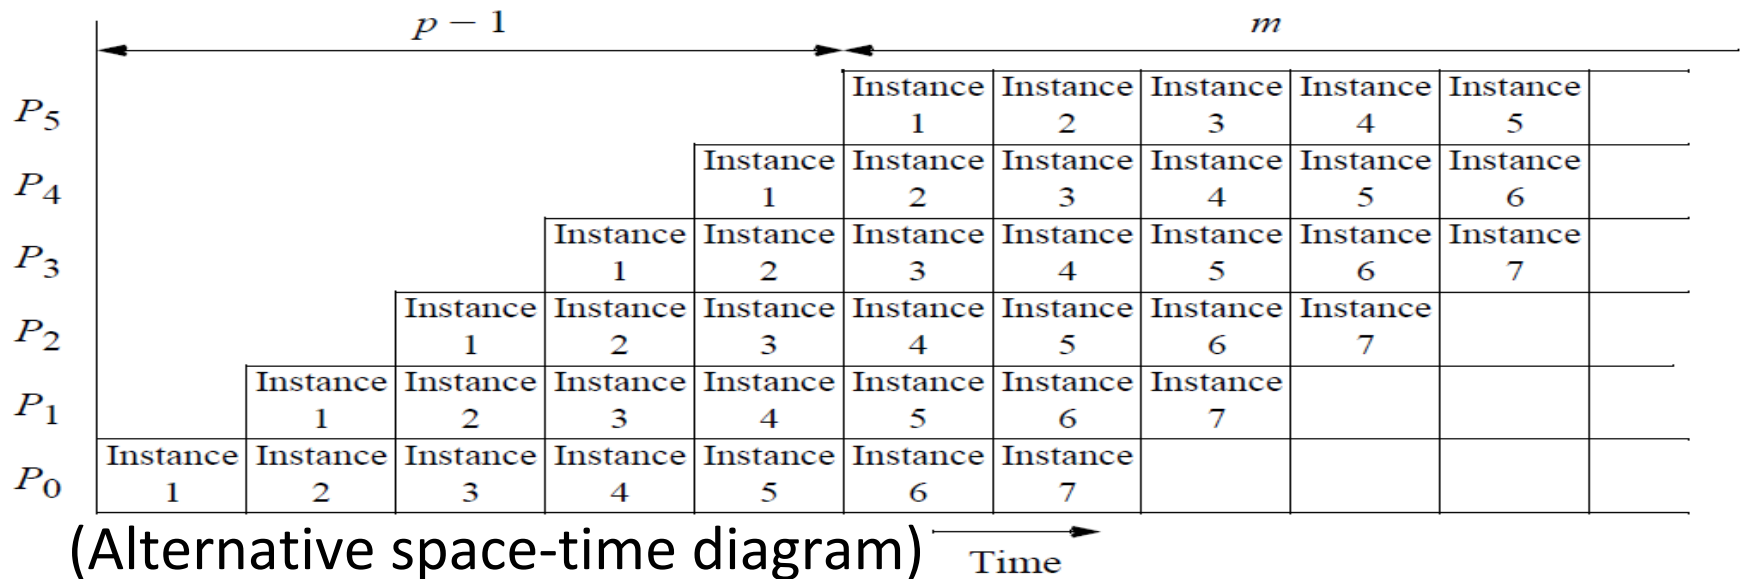 p − 1 m
P5 Instance 1 Instance 2 Instance 3 Instance 4 Instance 5
P4 Instance 1 Instance 2 Instance 3 Instance 4 Instance 5 Instance 6
P3 Instance 1 Instance 2 Instance 3 Instance 4 Instance 5 Instance 6 Instance 7
P2 Instance 1 Instance 2 Instance 3 Instance 4 Instance 5 Instance 6 Instance 7
P1 Instance 1 Instance 2 Instance 3 Instance 4 Instance 5 Instance 6 Instance 7
P0 Instance 1 Instance 2 Instance 3 Instance 4 Instance 5 Instance 6 Instance 7
(Alternative space-time diagram) Time